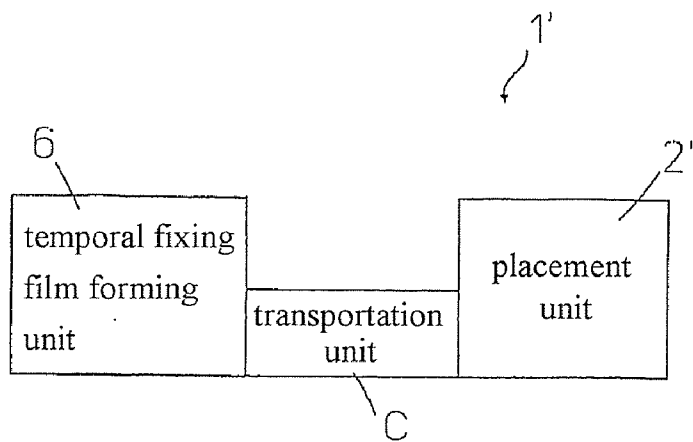 1'
6
2'
temporal fixing
film forming
unit
transportation
unit
placement
unit
C